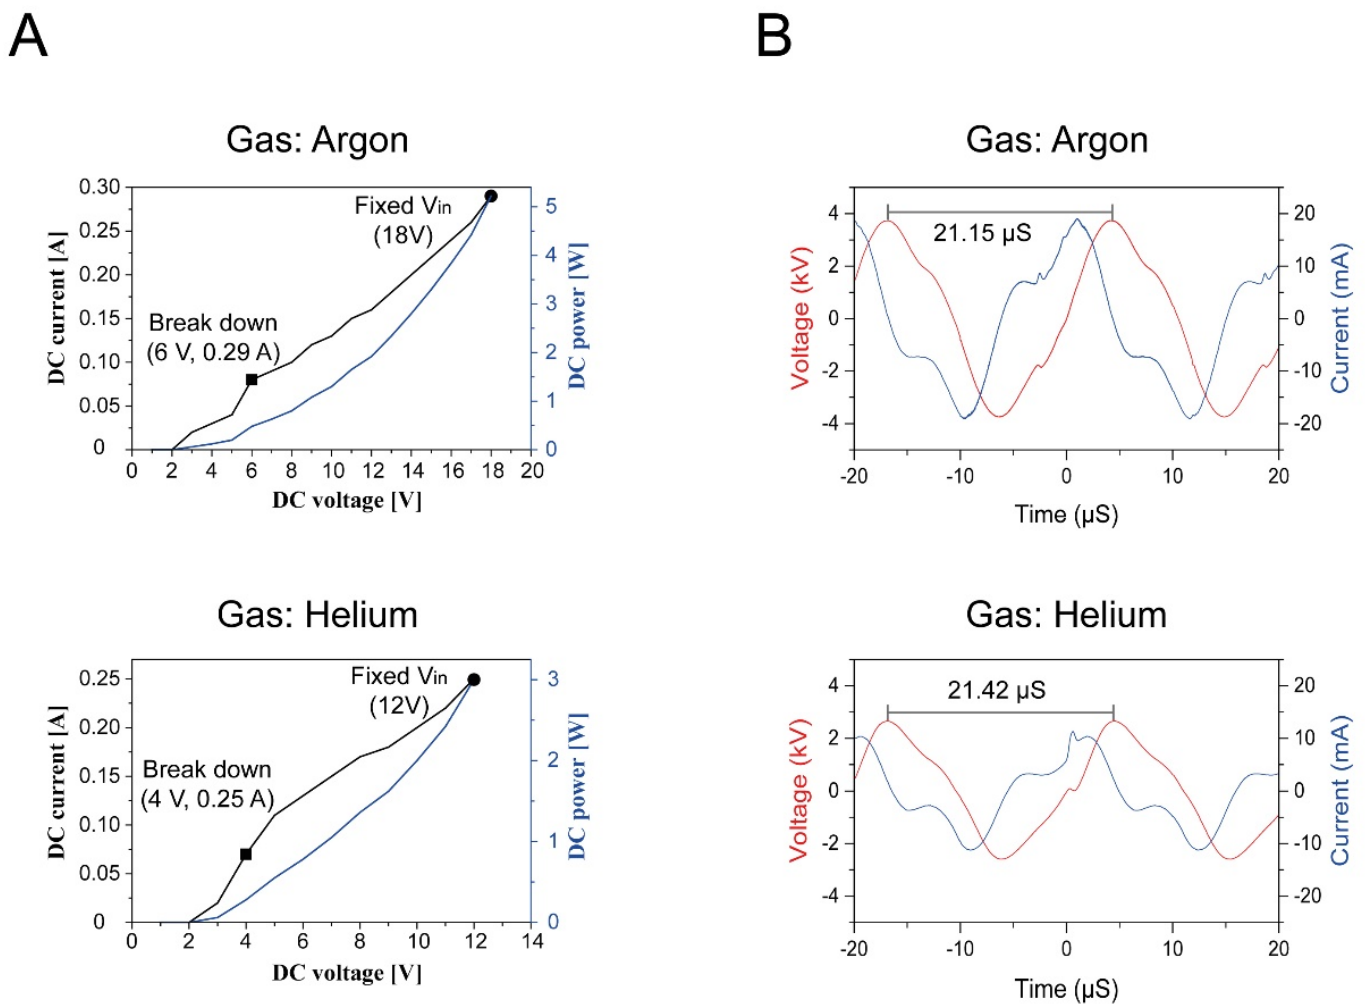 A
B
Gas: Argon
0.30
0.25
0.20
0.15
0.10
0.05
0
DC current [A]
Fixed Vin
(18V)
Break down
(6 V, 0.29 A)
5
4
3
2
1
0
DC power [W]
0 2 4 6 8 10 12 14 16 18 20
DC voltage [V]
Gas: Argon
4
2
0
-2
-4
Voltage (kV)
21.15 µS
20
10
0
-10
-20
Current (mA)
-20 -10 0 10 20
Time (µS)
Gas: Helium
0.25
0.20
0.15
0.10
0.05
0
DC current [A]
Fixed Vin
(12V)
Break down
(4 V, 0.25 A)
3
2
1
0
DC power [W]
0 2 4 6 8 10 12 14
DC voltage [V]
Gas: Helium
4
2
0
-2
-4
Voltage (kV)
21.42 µS
20
10
0
-10
-20
Current (mA)
-20 -10 0 10 20
Time (µS)